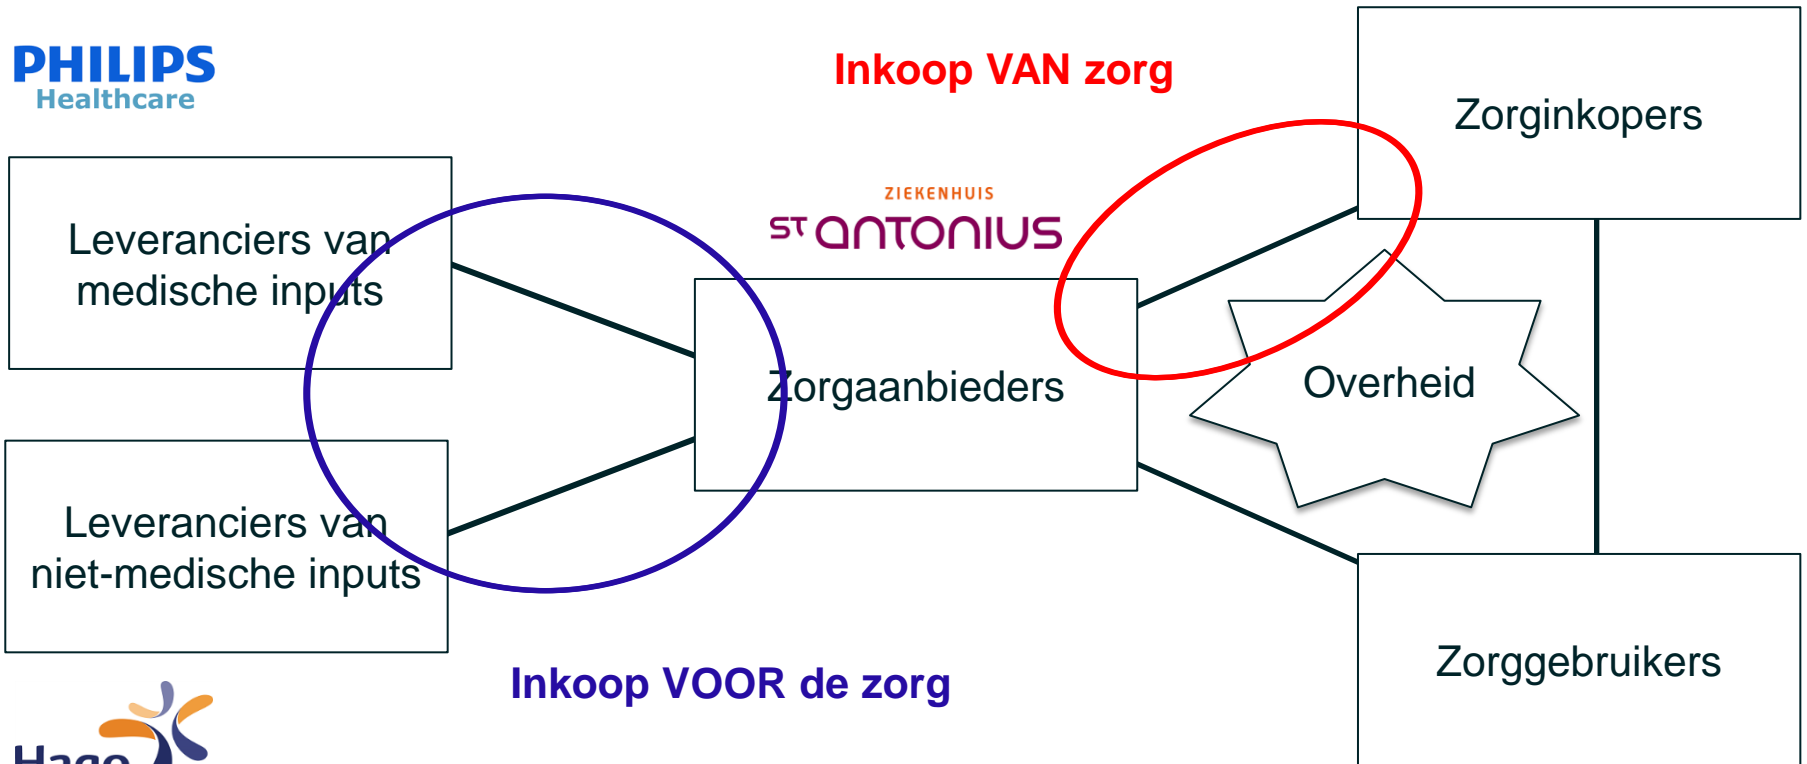 PHILIPS
Healthcare
Inkoop VAN zorg
Zorginkopers
ZIEKENHUIS
ST ANTONIUS
Leveranciers van
medische inputs
Zorgaanbieders
Overheid
Leveranciers van
niet-medische inputs
Inkoop VOOR de zorg
Zorggebruikers
Hago